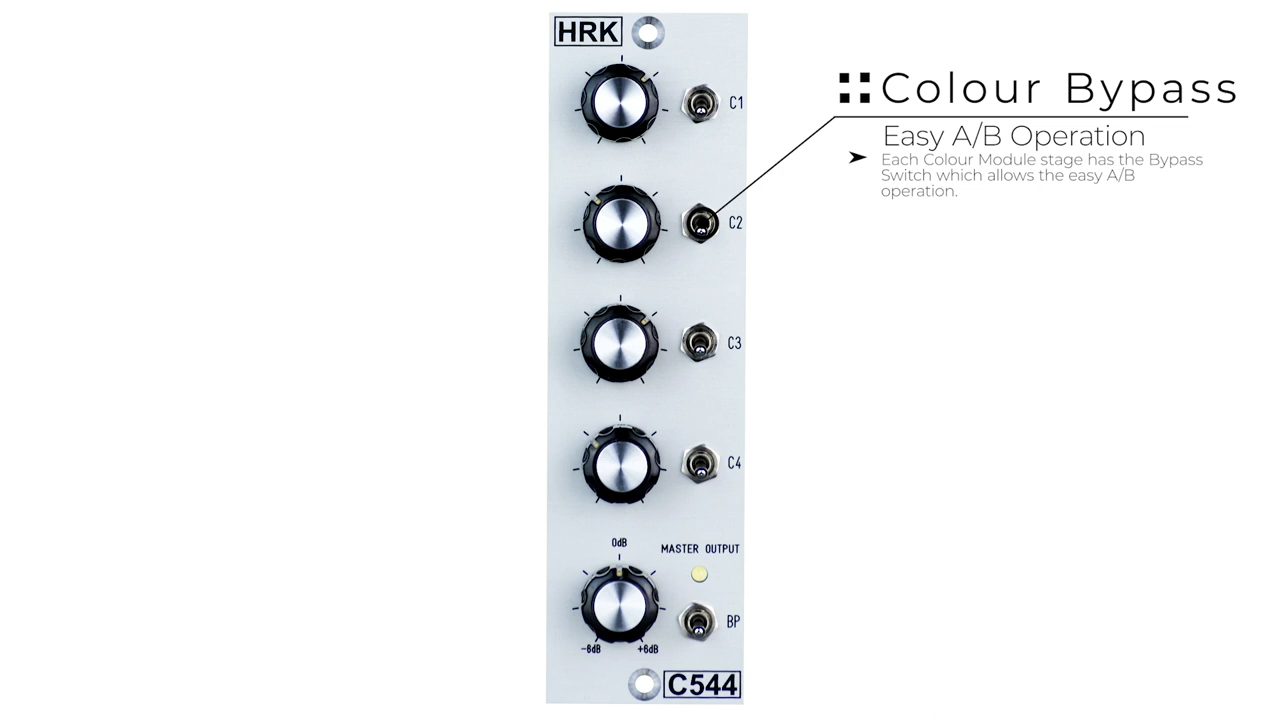 HRK
C1
C2
C3
C4
0dB
MASTER OUTPUT
BP
-6dB
+6dB
C544
Colour Bypass
Easy A/B Operation
Each Colour Module stage has the Bypass
Switch which allows the easy A/B
operation.